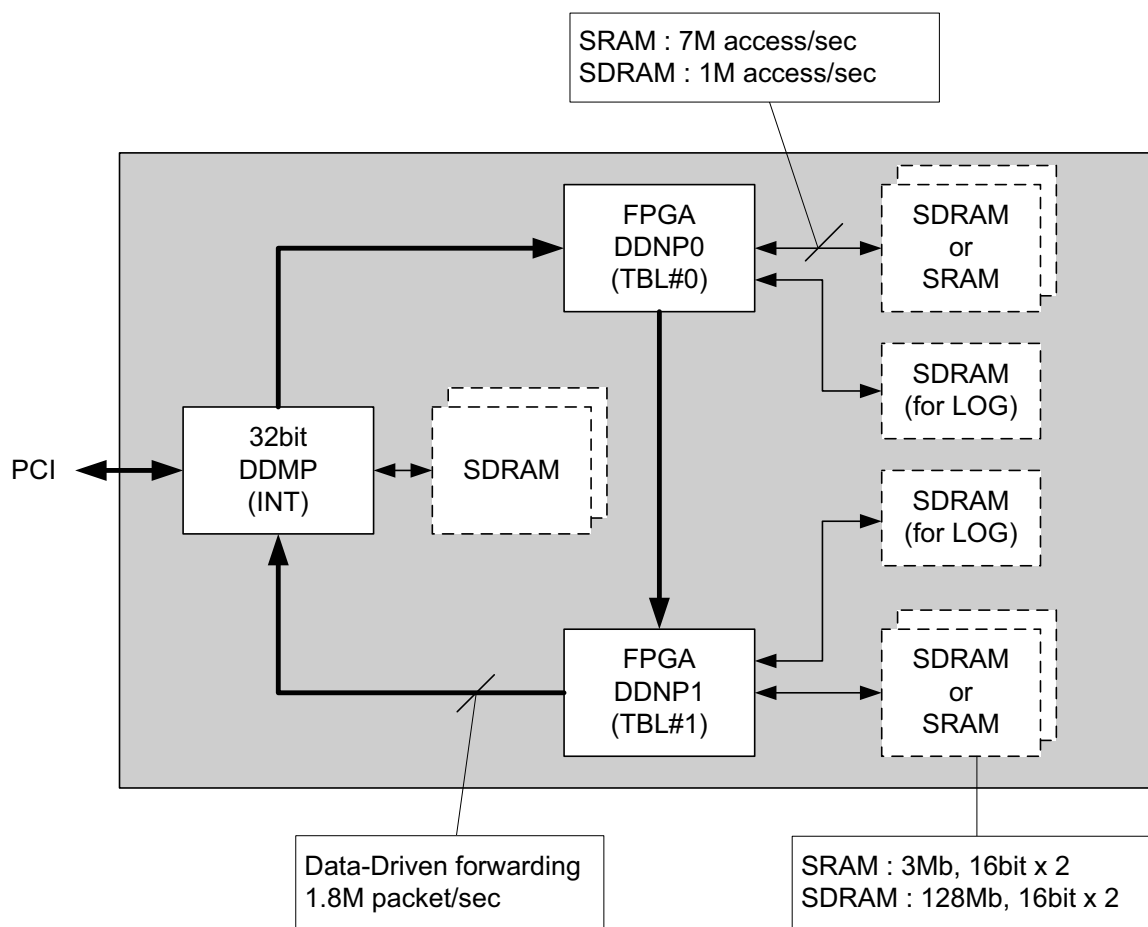 SRAM : 7M access/sec
SDRAM : 1M access/sec
FPGA
DDNP0
(TBL#0)
SDRAM
or
SRAM
SDRAM
(for LOG)
32bit
DDMP
(INT)
SDRAM
PCI
SDRAM
(for LOG)
FPGA
DDNP1
(TBL#1)
SDRAM
or
SRAM
Data-Driven forwarding
1.8M packet/sec
SRAM : 3Mb, 16bit x 2
SDRAM : 128Mb, 16bit x 2